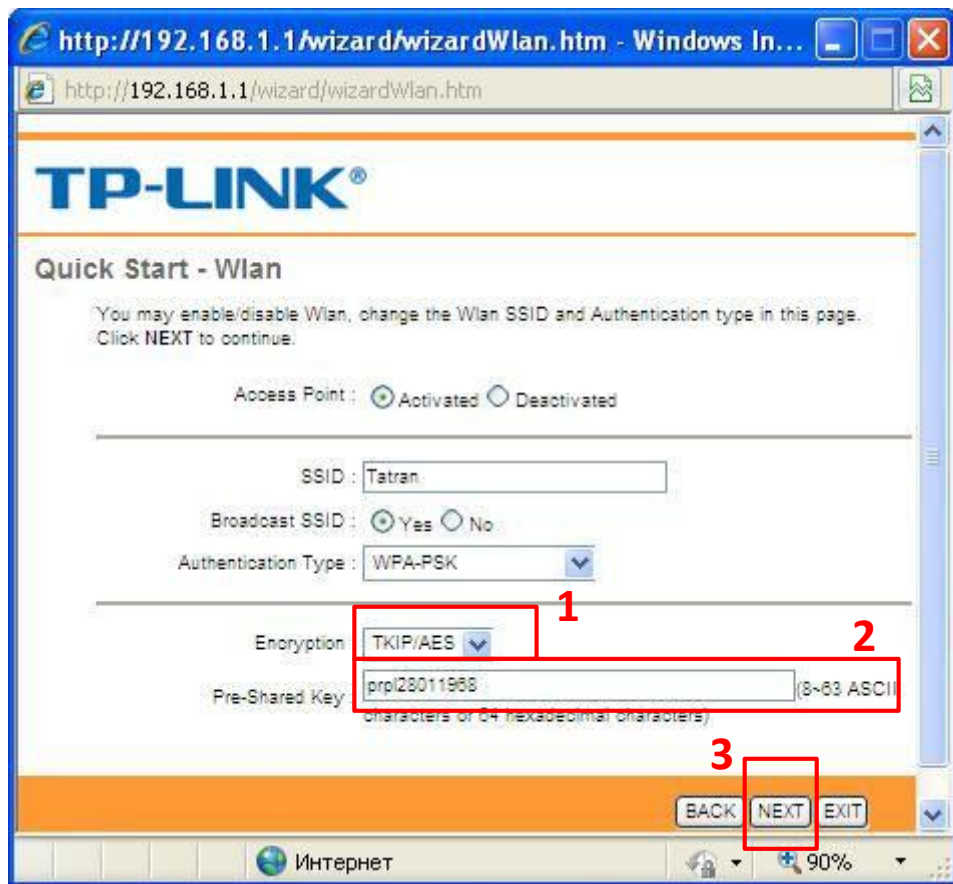 http://192.168.1.1/wizard/wizardWlan.htm - Windows In...
http://192.168.1.1/wizard/wizardWlan.htm
TP-LINK®
Quick Start - Wlan
You may enable/disable Wlan, change the Wlan SSID and Authentication type in this page.
Click NEXT to continue.
Access Point : Activated Deactivated
SSID : Tatran
Broadcast SSID : Yes No
Authentication Type : WPA-PSK
1
Encryption TKIP/AES
2
Pre-Shared Key prpl28011968 (8~63 ASCII
characters or 64 hexadecimal characters)
3
BACK NEXT EXIT
Интернет 90%